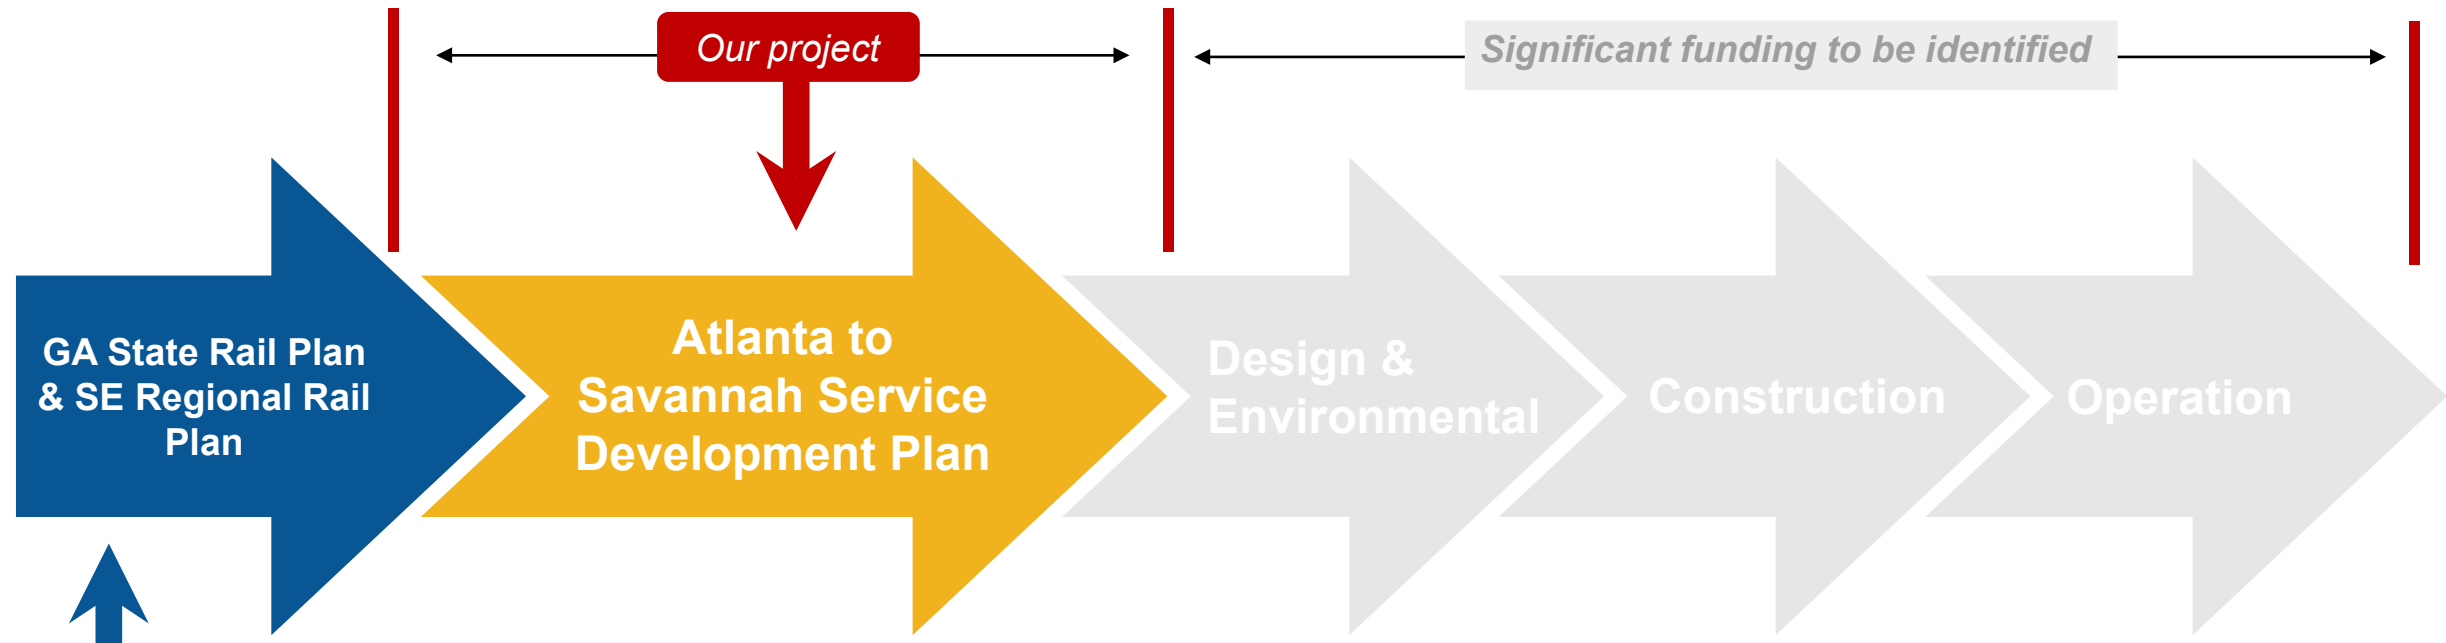 Our project
Significant funding to be identified
GA State Rail Plan
& SE Regional Rail
Plan
Atlanta to
Savannah Service
Development Plan
Design &
Environmental
Construction
Operation